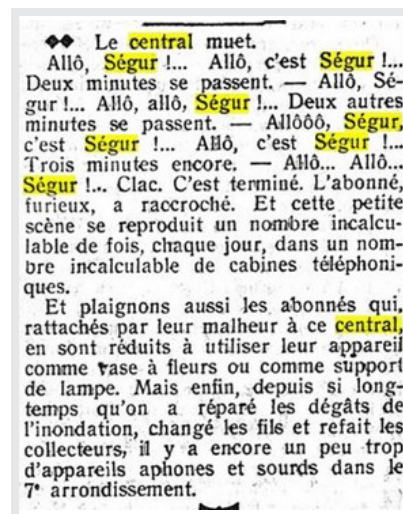 ❖❖ Le central muet.
Allô, Ségur !... Allô, c'est Ségur !...
Deux minutes se passent. — Allô, Sé-
gur !... Allô, allô, Ségur !... Deux autres
minutes se passent. — Allôôô, Ségur,
c'est Ségur !... Allô, c'est Ségur !...
Trois minutes encore. — Allô... Allô...
Ségur !... Clac. C'est terminé. L'abonné,
furieux, a raccroché. Et cette petite
scène se reproduit un nombre incalcu-
lable de fois, chaque jour, dans un nom-
bre incalculable de cabines téléphoni-
ques.
Et plaignons aussi les abonnés qui,
rattachés par leur malheur à ce central,
en sont réduits à utiliser leur appareil
comme vase à fleurs ou comme support
de lampe. Mais enfin, depuis si long-
temps qu'on a réparé les dégâts de
l'inondation, changé les fils et refait les
collecteurs, il y a encore un peu trop
d'appareils aphones et sourds dans le
7e arrondissement.